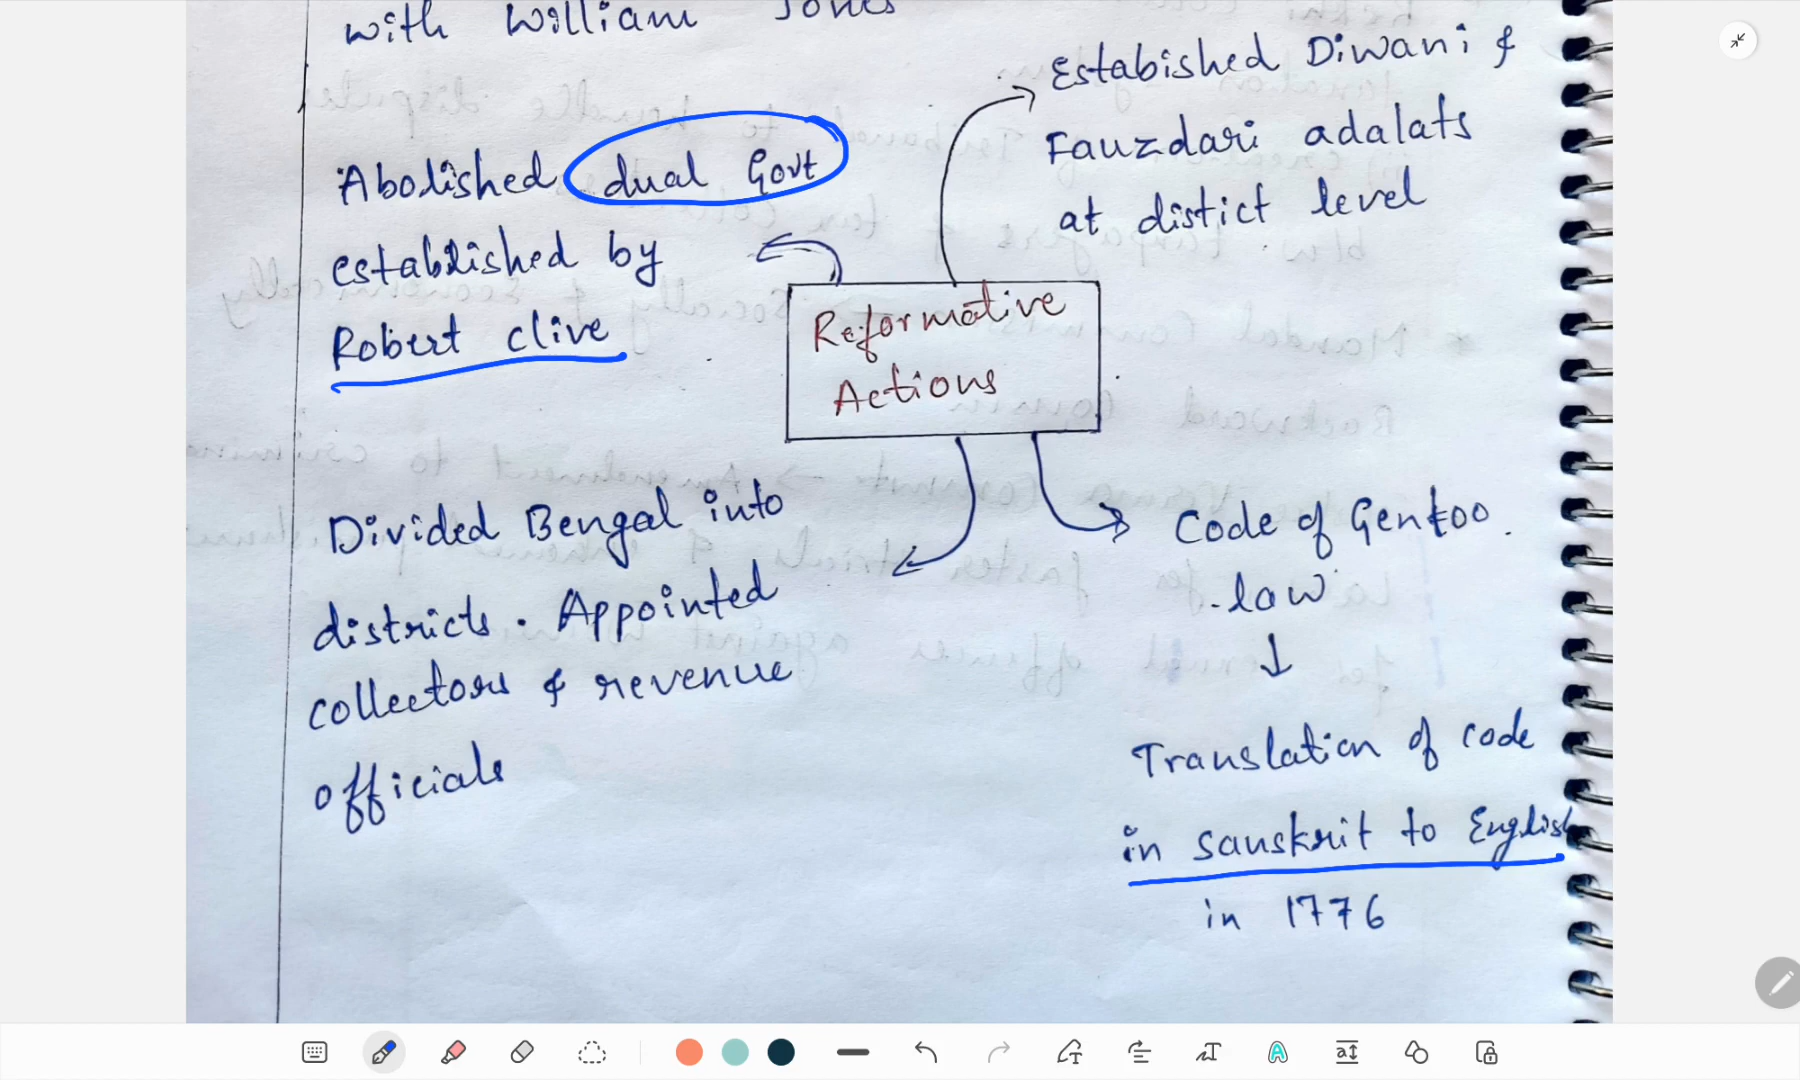 with William Jones
Abolished dual Govt
established by
Robert clive
Estabished Diwani &
Fauzdari adalats
at distict level
Reformative
Actions
Divided Bengal into
districts. Appointed
collectors & revenue
officials
Code of Gentoo
law
Translation of code
in sanskrit to English
in 1776